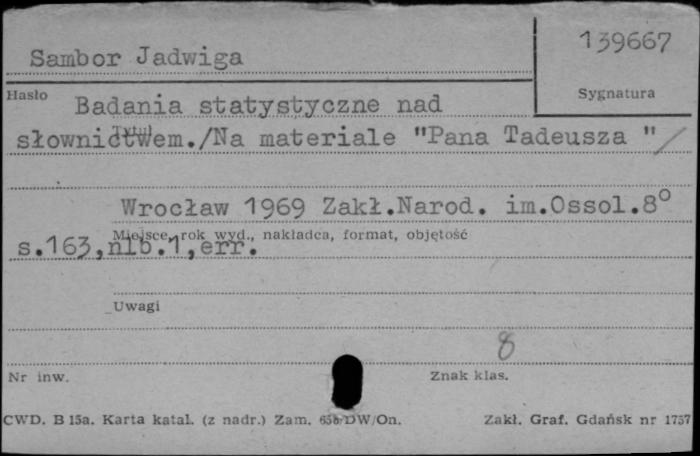 Sambor Jadwiga
139667
Hasło
Sygnatura
Badania statystyczne nad
Tytuł
słownictwem./Na materiale "Pana Tadeusza "/
Wrocław 1969 Zakł.Narod. im.Ossol.8°
Miejsce, rok wyd., nakładca, format, objętość
s.163,nlb.1,err.
Uwagi
8
Nr inw.
Znak klas.
CWD. B 15a. Karta katal. (z nadr.) Zam. DW/On.
Zakł. Graf. Gdańsk nr 1757